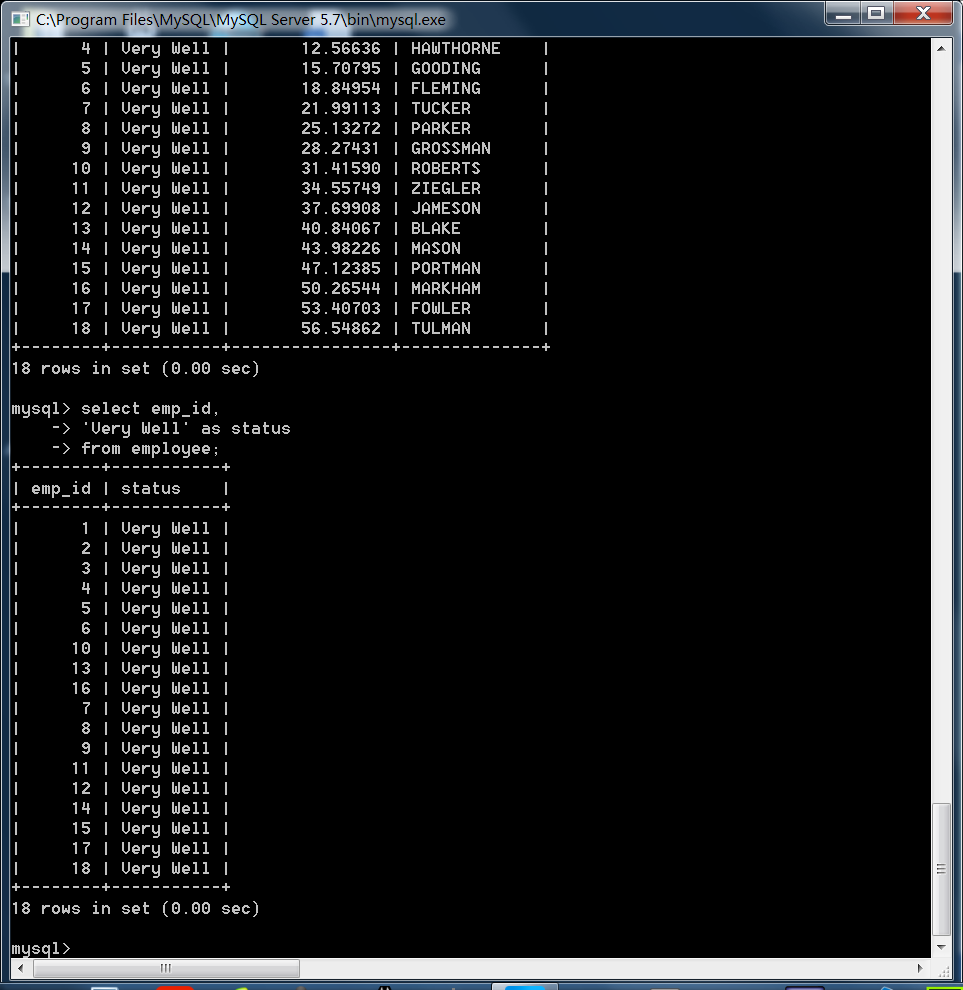 C:\Program Files\MySQL\MySQL Server 5.7\bin\mysql.exe
|      4 | Very Well |       12.56636 | HAWTHORNE    |
|      5 | Very Well |       15.70795 | GOODING      |
|      6 | Very Well |       18.84954 | FLEMING      |
|      7 | Very Well |       21.99113 | TUCKER       |
|      8 | Very Well |       25.13272 | PARKER       |
|      9 | Very Well |       28.27431 | GROSSMAN     |
|     10 | Very Well |       31.41590 | ROBERTS      |
|     11 | Very Well |       34.55749 | ZIEGLER      |
|     12 | Very Well |       37.69908 | JAMESON      |
|     13 | Very Well |       40.84067 | BLAKE        |
|     14 | Very Well |       43.98226 | MASON        |
|     15 | Very Well |       47.12385 | PORTMAN      |
|     16 | Very Well |       50.26544 | MARKHAM      |
|     17 | Very Well |       53.40703 | FOWLER       |
|     18 | Very Well |       56.54862 | TULMAN       |
+--------+-----------+----------------+--------------+
18 rows in set (0.00 sec)
mysql> select emp_id,
    -> 'Very Well' as status
    -> from employee;
+--------+-----------+
| emp_id | status    |
+--------+-----------+
|      1 | Very Well |
|      2 | Very Well |
|      3 | Very Well |
|      4 | Very Well |
|      5 | Very Well |
|      6 | Very Well |
|     10 | Very Well |
|     13 | Very Well |
|     16 | Very Well |
|      7 | Very Well |
|      8 | Very Well |
|      9 | Very Well |
|     11 | Very Well |
|     12 | Very Well |
|     14 | Very Well |
|     15 | Very Well |
|     17 | Very Well |
|     18 | Very Well |
+--------+-----------+
18 rows in set (0.00 sec)
mysql>